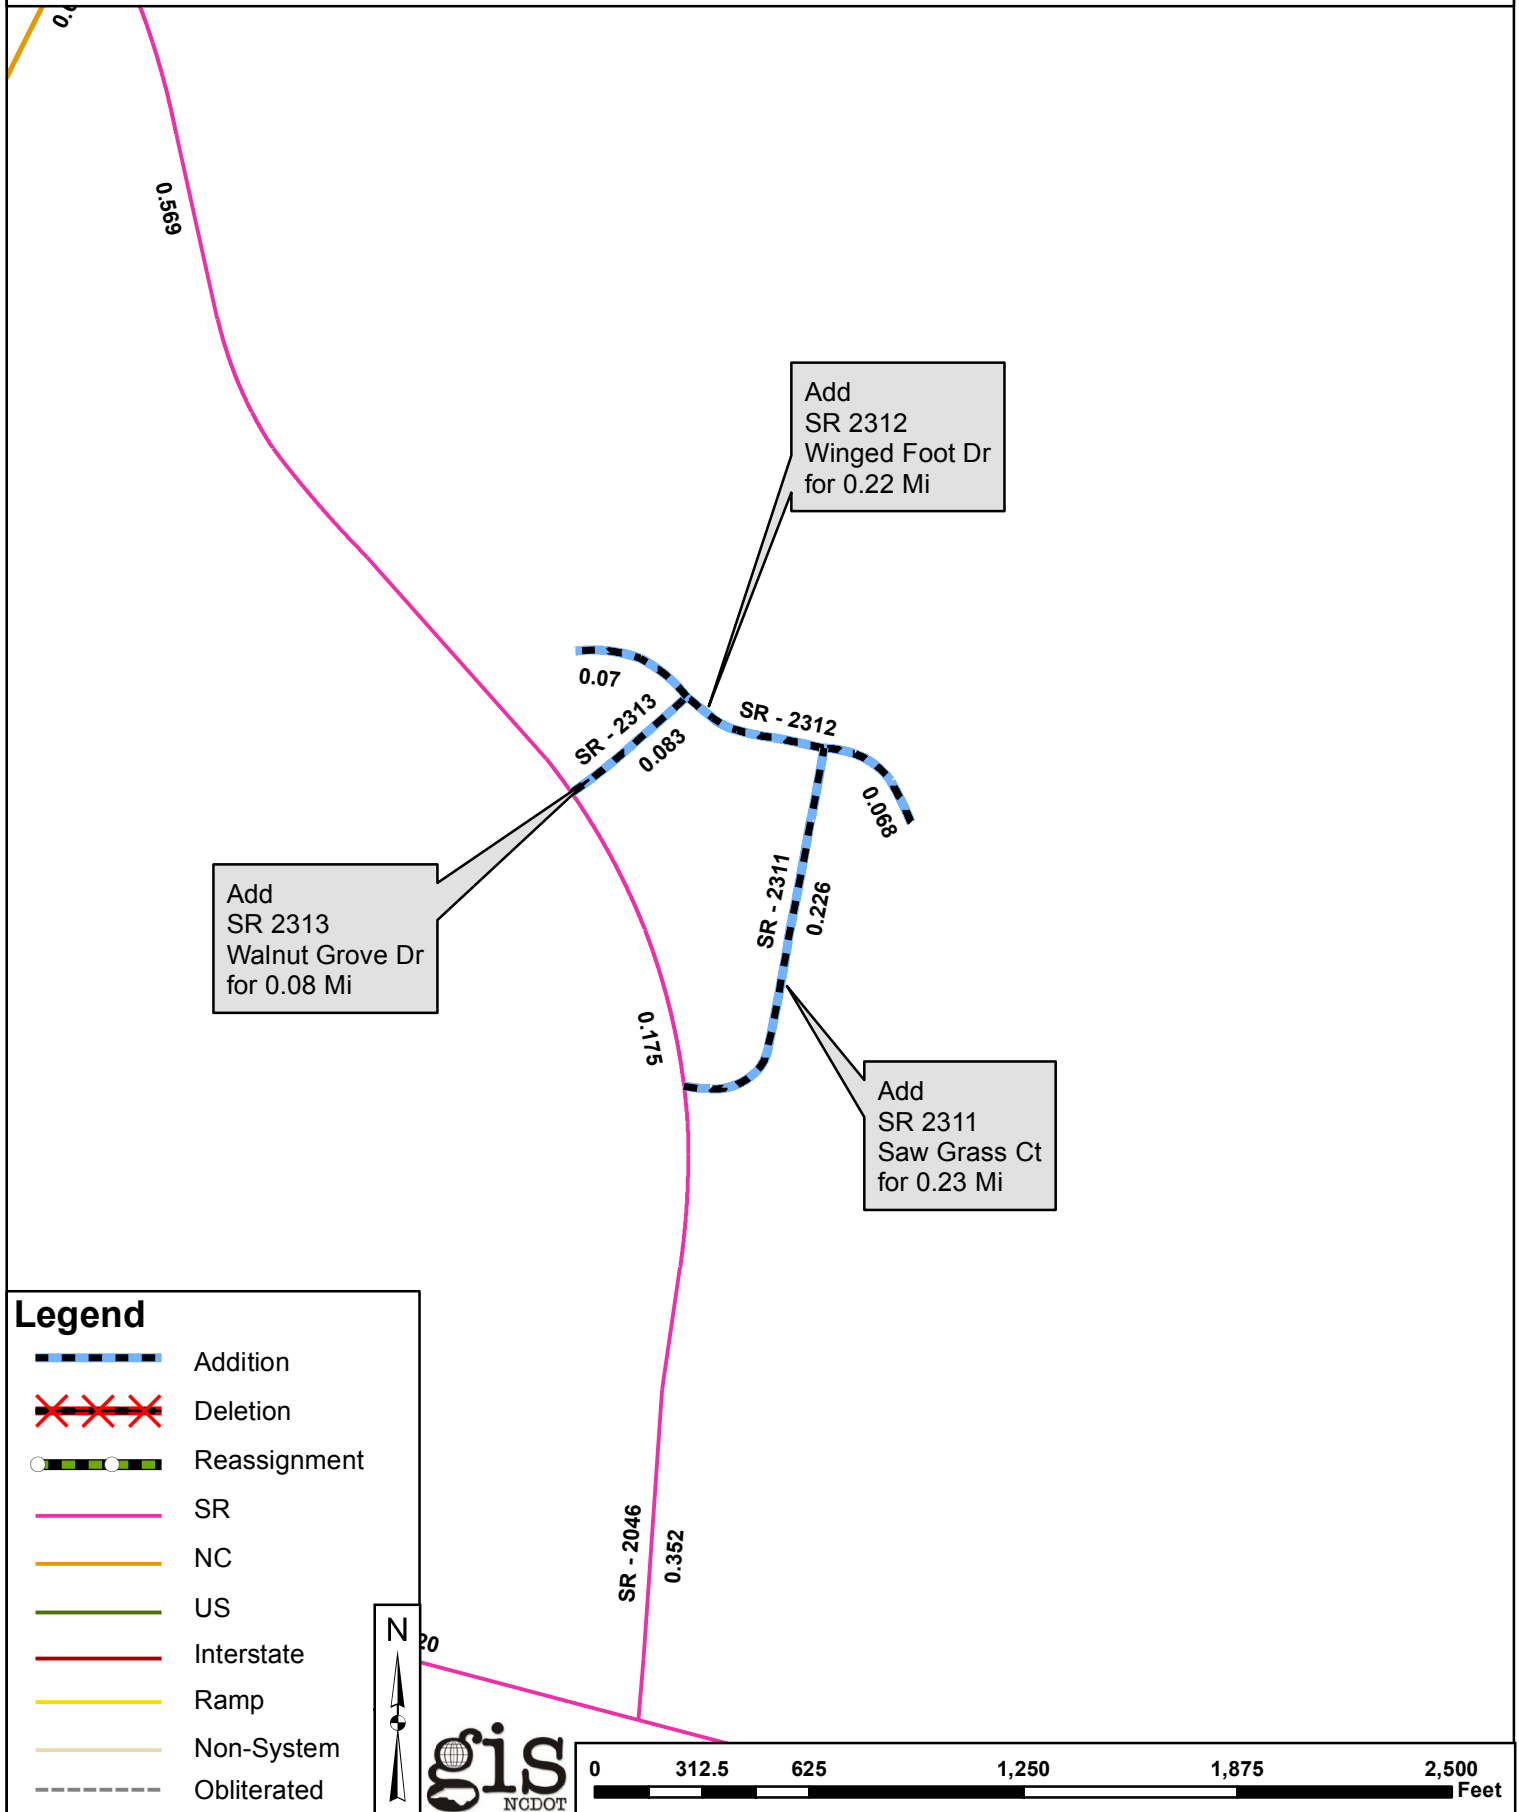 0.569
Add
SR 2312
Winged Foot Dr
for 0.22 Mi
0.07
SR - 2313
0.083
SR - 2312
0.068
Add
SR 2313
Walnut Grove Dr
for 0.08 Mi
SR - 2311
0.226
0.175
Add
SR 2311
Saw Grass Ct
for 0.23 Mi
SR - 2046
0.352
20
Legend
Addition
Deletion
Reassignment
SR
NC
US
Interstate
Ramp
Non-System
Obliterated
N
gis
NCDOT
0 312.5 625 1,250 1,875 2,500
Feet